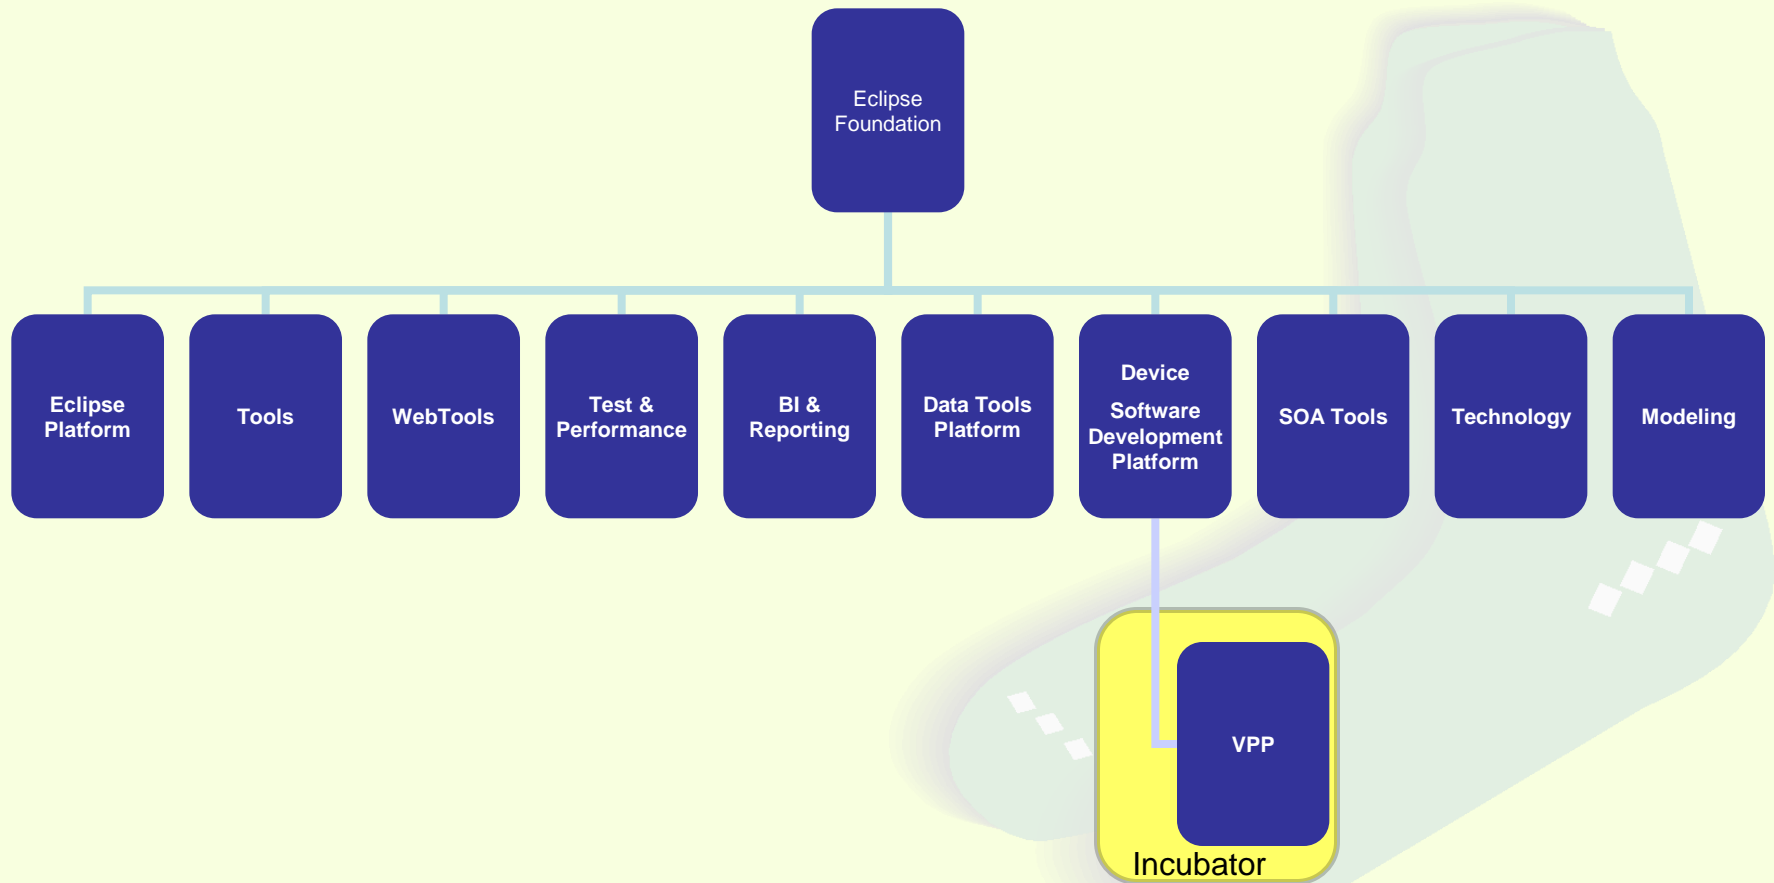 Eclipse
Foundation
Eclipse
Platform
Tools
WebTools
Test &
Performance
BI &
Reporting
Data Tools
Platform
Device
Software
Development
Platform
SOA Tools
Technology
Modeling
VPP
Incubator